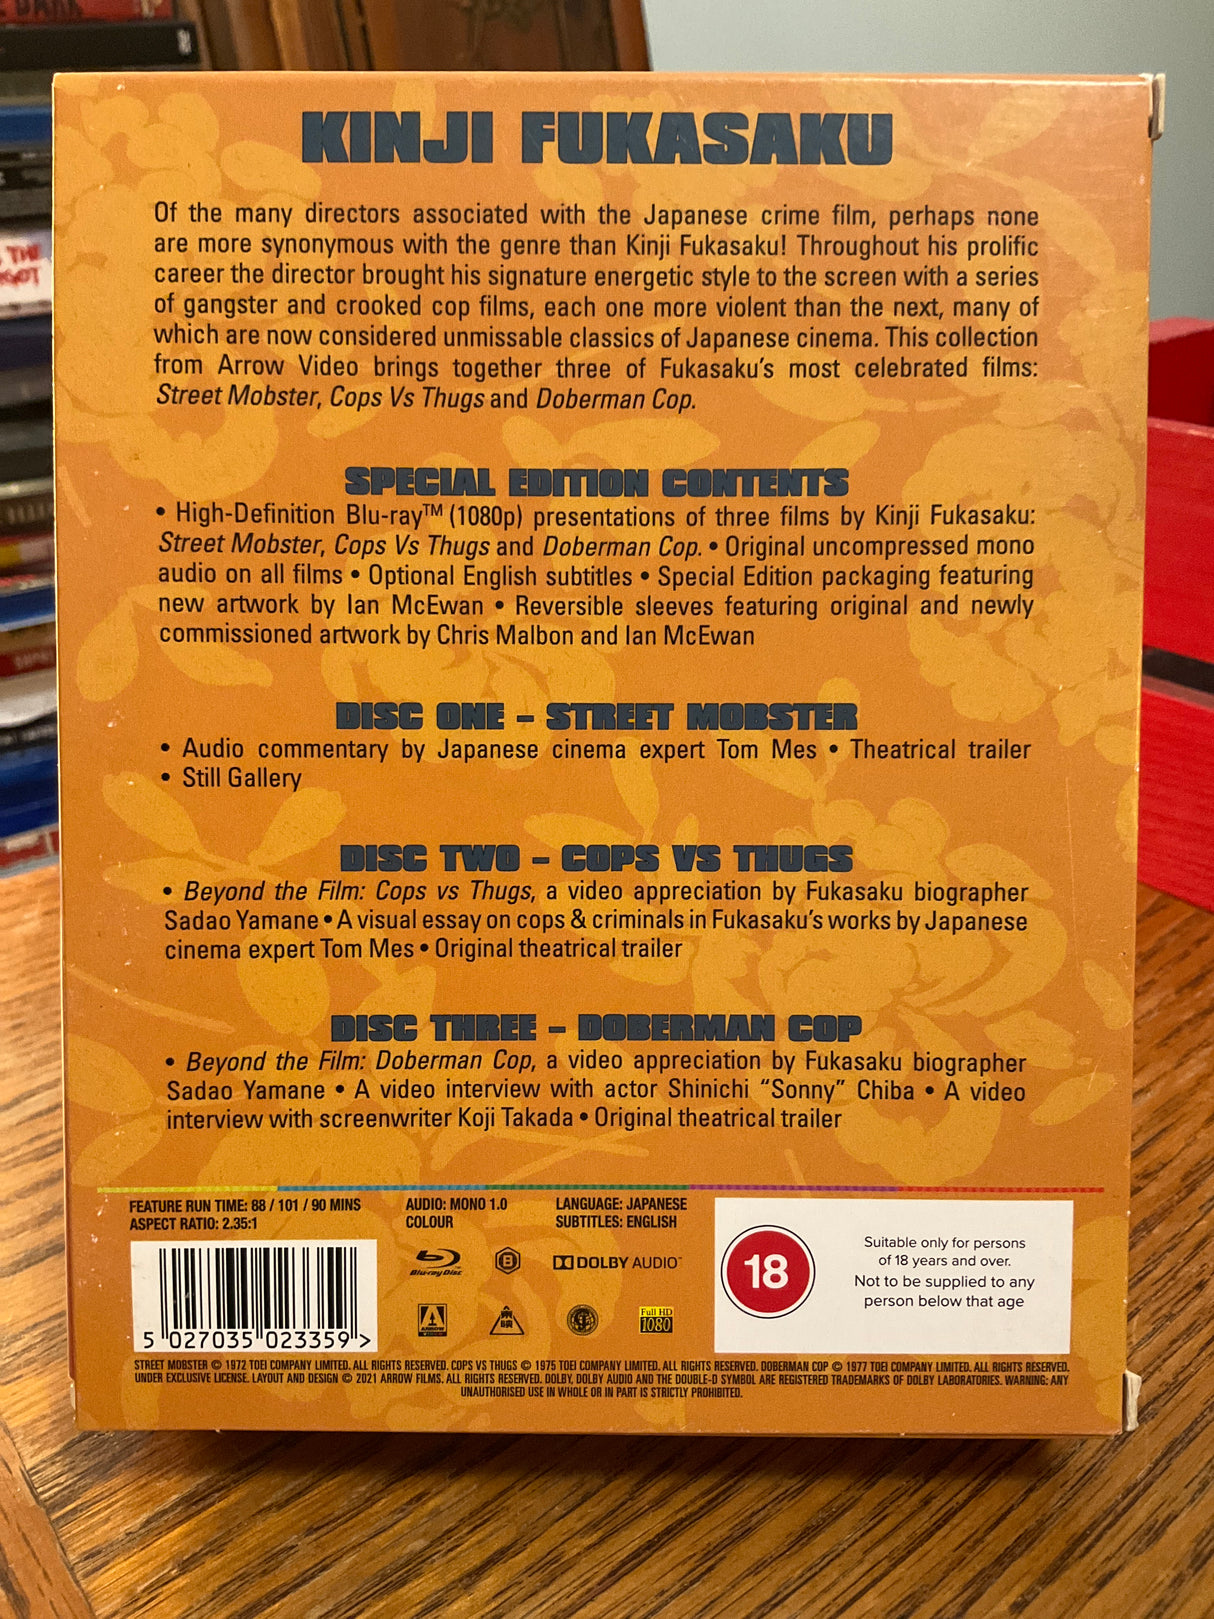 DARK
THE
KINJI FUKASAKU
Of the many directors associated with the Japanese crime film, perhaps none
are more synonymous with the genre than Kinji Fukasaku! Throughout his prolific
career the director brought his signature energetic style to the screen with a series
of gangster and crooked cop films, each one more violent than the next, many of
which are now considered unmissable classics of Japanese cinema. This collection
from Arrow Video brings together three of Fukasaku's most celebrated films:
Street Mobster, Cops Vs Thugs and Doberman Cop.
SPECIAL EDITION CONTENTS
• High-Definition Blu-ray™ (1080p) presentations of three films by Kinji Fukasaku:
Street Mobster, Cops Vs Thugs and Doberman Cop. • Original uncompressed mono
audio on all films • Optional English subtitles • Special Edition packaging featuring
new artwork by Ian McEwan • Reversible sleeves featuring original and newly
commissioned artwork by Chris Malbon and Ian McEwan
DISC ONE – STREET MOBSTER
• Audio commentary by Japanese cinema expert Tom Mes • Theatrical trailer
• Still Gallery
DISC TWO – COPS VS THUGS
• Beyond the Film: Cops vs Thugs, a video appreciation by Fukasaku biographer
Sadao Yamane • A visual essay on cops & criminals in Fukasaku's works by Japanese
cinema expert Tom Mes • Original theatrical trailer
DISC THREE – DOBERMAN COP
• Beyond the Film: Doberman Cop, a video appreciation by Fukasaku biographer
Sadao Yamane • A video interview with actor Shinichi “Sonny” Chiba • A video
interview with screenwriter Koji Takada • Original theatrical trailer
FEATURE RUN TIME: 88 / 101 / 90 MINS
ASPECT RATIO: 2.35:1
AUDIO: MONO 1.0
COLOUR
LANGUAGE: JAPANESE
SUBTITLES: ENGLISH
Blu-ray Disc
B
DOLBY AUDIO™
ARROW
Full HD
1080
18
Suitable only for persons
of 18 years and over.
Not to be supplied to any
person below that age
5 027035 023359 >
STREET MOBSTER © 1972 TOEI COMPANY LIMITED. ALL RIGHTS RESERVED. COPS VS THUGS © 1975 TOEI COMPANY LIMITED. ALL RIGHTS RESERVED. DOBERMAN COP © 1977 TOEI COMPANY LIMITED. ALL RIGHTS RESERVED.
UNDER EXCLUSIVE LICENSE. LAYOUT AND DESIGN © 2021 ARROW FILMS. ALL RIGHTS RESERVED. DOLBY, DOLBY AUDIO AND THE DOUBLE-D SYMBOL ARE REGISTERED TRADEMARKS OF DOLBY LABORATORIES. WARNING: ANY
UNAUTHORISED USE IN WHOLE OR IN PART IS STRICTLY PROHIBITED.